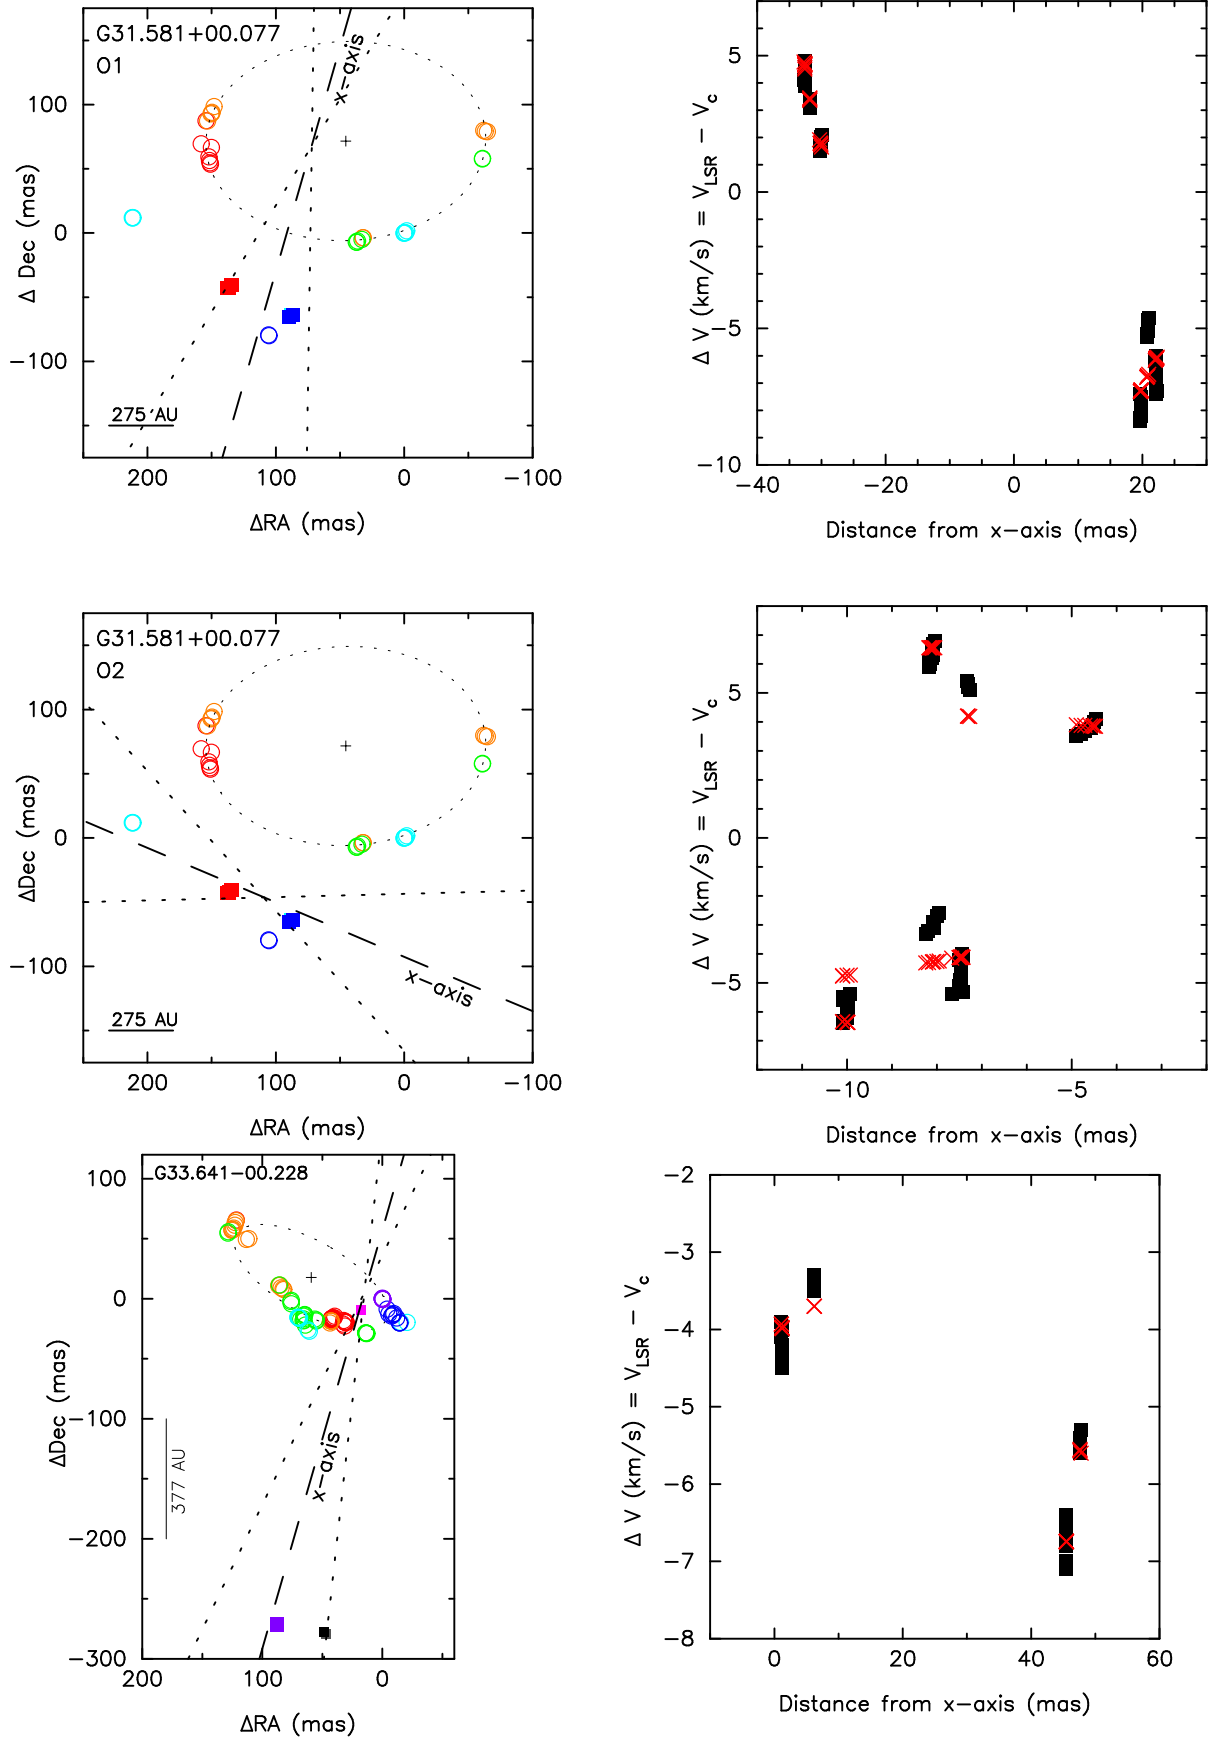 G31.581+00.077
O1
x-axis
100
0
-100
Δ Dec (mas)
275 AU
200
100
0
-100
ΔRA (mas)
5
0
-5
-10
Δ V (km/s) = V_LSR - V_c
-40
-20
0
20
Distance from x-axis (mas)
G31.581+00.077
O2
100
0
-100
ΔDec (mas)
x-axis
275 AU
200
100
0
-100
ΔRA (mas)
5
0
-5
Δ V (km/s) = V_LSR - V_c
-10
-5
Distance from x-axis (mas)
G33.641-00.228
100
0
-100
-200
-300
ΔDec (mas)
377 AU
x-axis
200
100
0
ΔRA (mas)
-2
-3
-4
-5
-6
-7
-8
Δ V (km/s) = V_LSR - V_c
0
20
40
60
Distance from x-axis (mas)